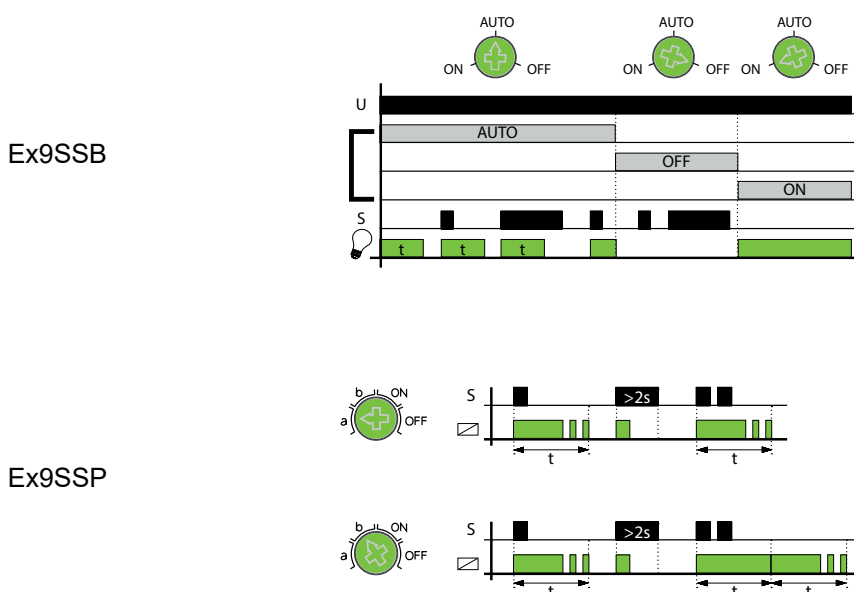 AUTO AUTO AUTO
ON OFF ON OFF ON OFF
U
AUTO
Ex9SSB
OFF
ON
S
t t t
b ON
a OFF
S >2s
t t
Ex9SSP
b ON
a OFF
S >2s
t t t